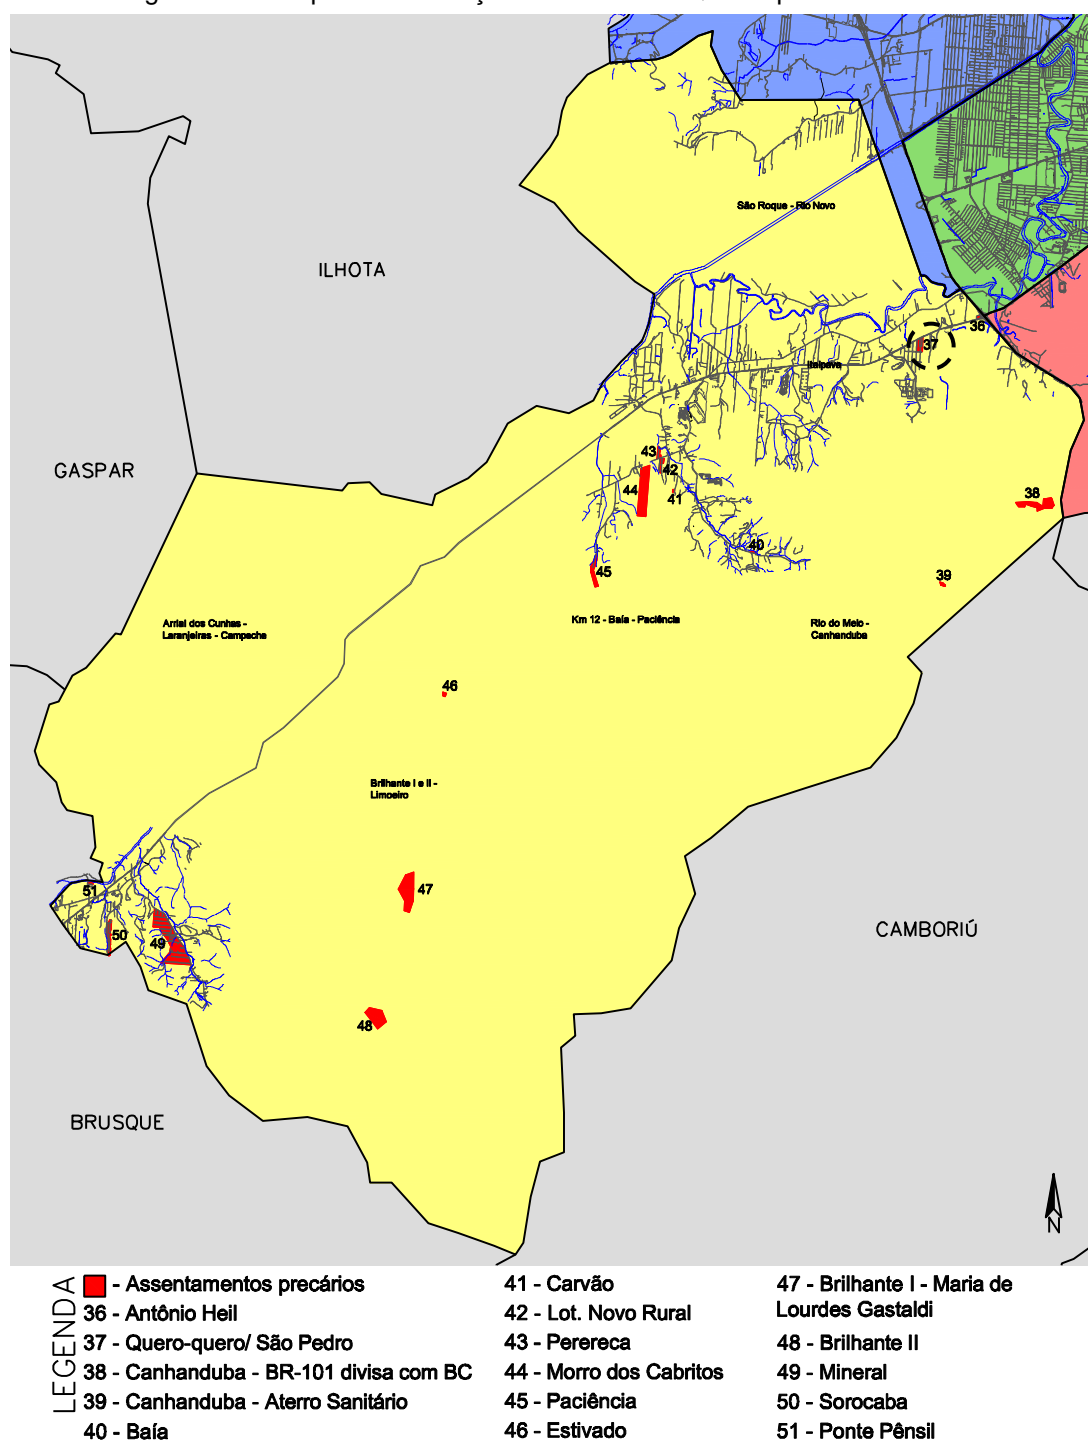 São Roque - Rio Novo
ILHOTA
36
37
Itaipava
43
42
GASPAR
44
41
38
40
45
39
Km 12 - Baía - Paciência
Arrial dos Cunhas -
Laranjeiras - Campacha
Rio do Meio -
Canhanduba
46
Brilhante I e II -
Limoeiro
47
51
50
49
CAMBORIÚ
48
BRUSQUE
N
LEGENDA
- Assentamentos precários
36 - Antônio Heil
37 - Quero-quero/ São Pedro
38 - Canhanduba - BR-101 divisa com BC
39 - Canhanduba - Aterro Sanitário
40 - Baía
41 - Carvão
42 - Lot. Novo Rural
43 - Perereca
44 - Morro dos Cabritos
45 - Paciência
46 - Estivado
47 - Brilhante I - Maria de
Lourdes Gastaldi
48 - Brilhante II
49 - Mineral
50 - Sorocaba
51 - Ponte Pênsil